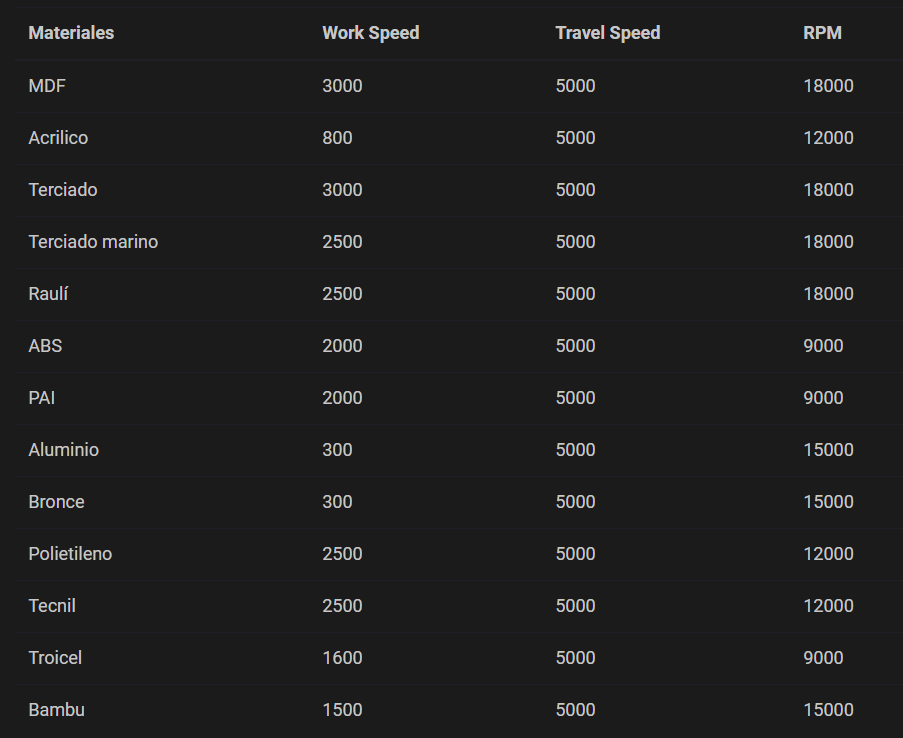 Materiales Work Speed Travel Speed RPM
MDF 3000 5000 18000
Acrilico 800 5000 12000
Terciado 3000 5000 18000
Terciado marino 2500 5000 18000
Raulí 2500 5000 18000
ABS 2000 5000 9000
PAI 2000 5000 9000
Aluminio 300 5000 15000
Bronce 300 5000 15000
Polietileno 2500 5000 12000
Tecnil 2500 5000 12000
Troicel 1600 5000 9000
Bambu 1500 5000 15000